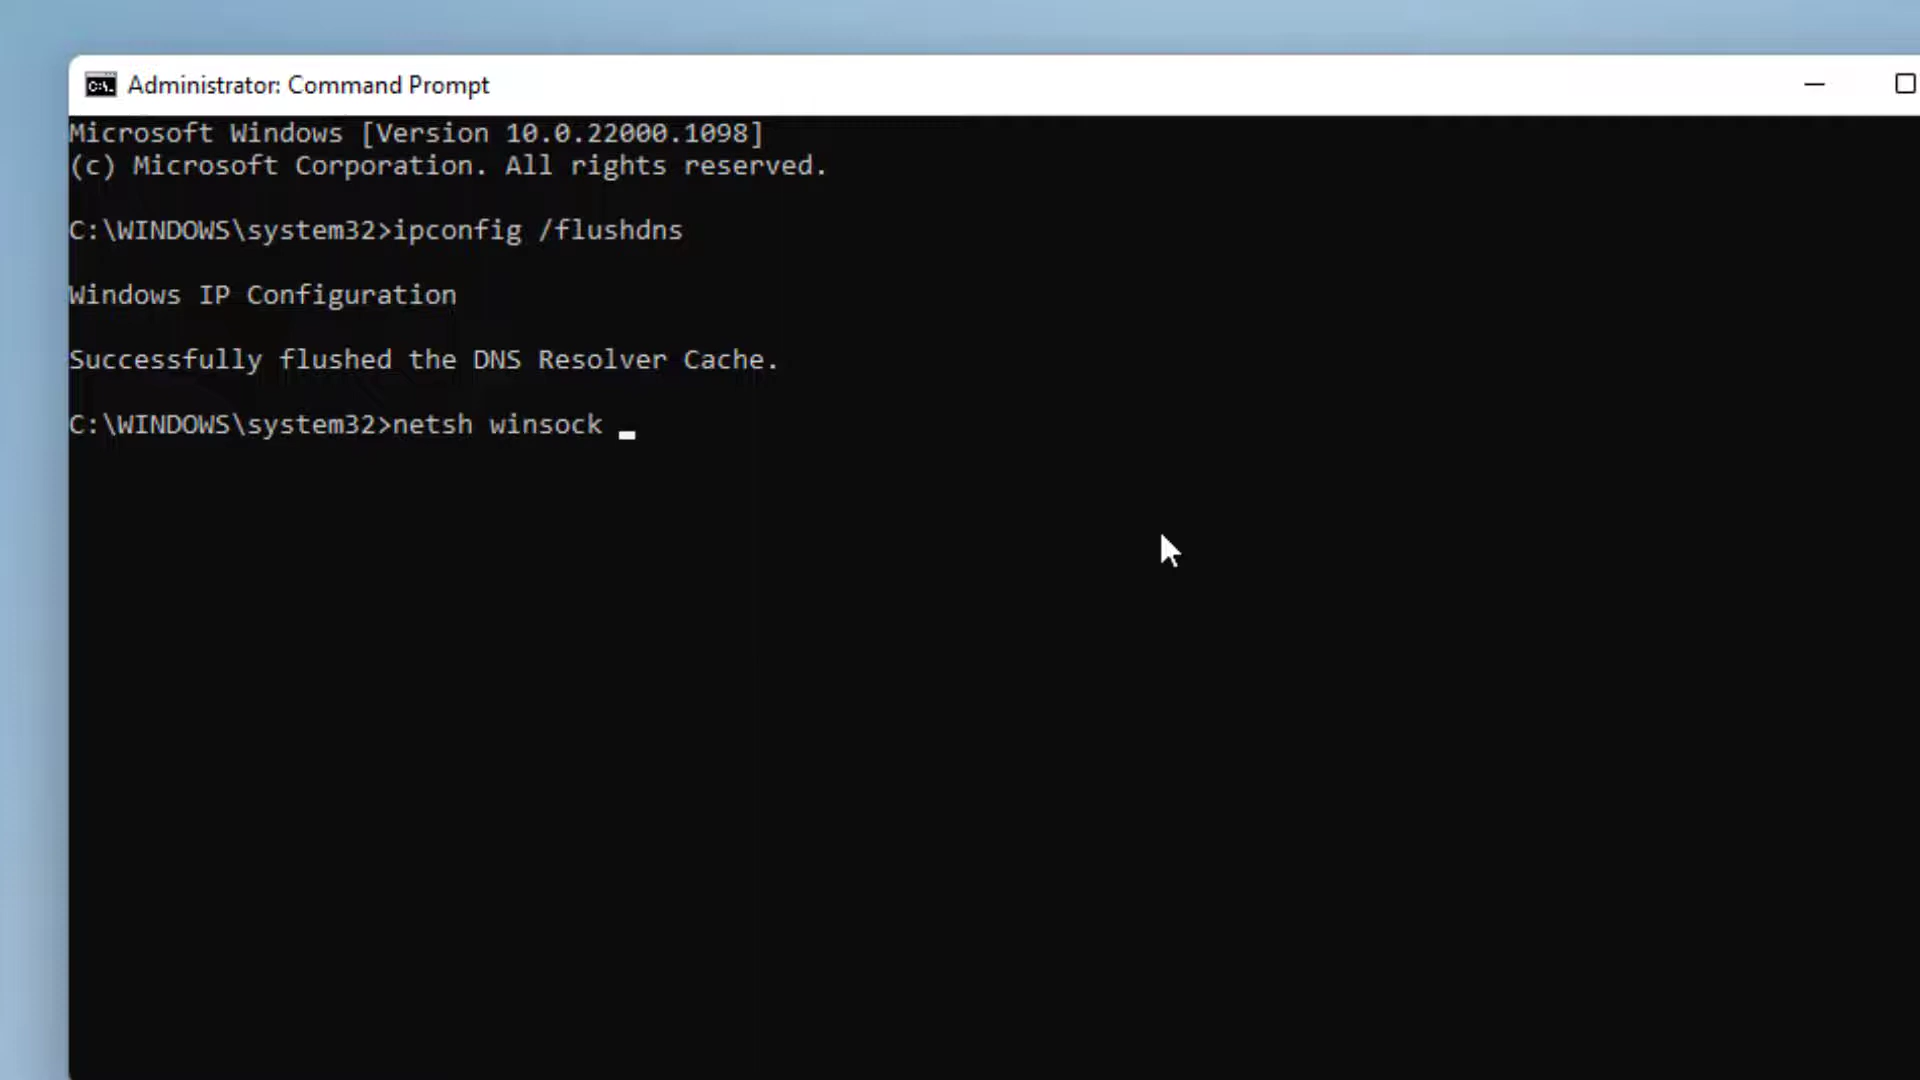 Administrator: Command Prompt
Microsoft Windows [Version 10.0.22000.1098]
(c) Microsoft Corporation. All rights reserved.
C:\WINDOWS\system32>ipconfig /flushdns
Windows IP Configuration
Successfully flushed the DNS Resolver Cache.
C:\WINDOWS\system32>netsh winsock _